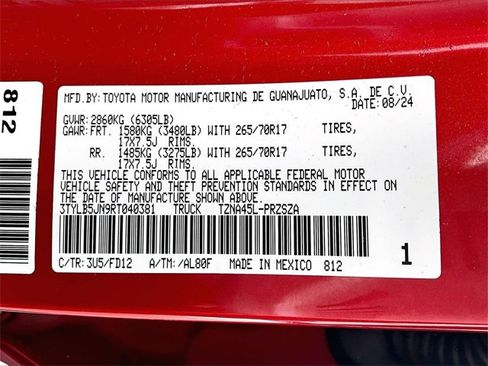 812
MFD.BY: TOYOTA MOTOR MANUFACTURING DE GUANAJUATO, S.A. DE C.V.
DATE: 08/24
GVWR: 2860KG (6305LB)
GAWR: FRT. 1580KG (3480LB) WITH 265/70R17 TIRES,
17X7.5J RIMS.
RR. 1485KG (3275LB) WITH 265/70R17 TIRES,
17X7.5J RIMS.
THIS VEHICLE CONFORMS TO ALL APPLICABLE FEDERAL MOTOR
VEHICLE SAFETY AND THEFT PREVENTION STANDARDS IN EFFECT ON
THE DATE OF MANUFACTURE SHOWN ABOVE.
3TYLB5JN9RT040381 TRUCK TZNA45L-PRZSZA
C/TR: 3U5/FD12 A/TM: /AL80F MADE IN MEXICO 812
1